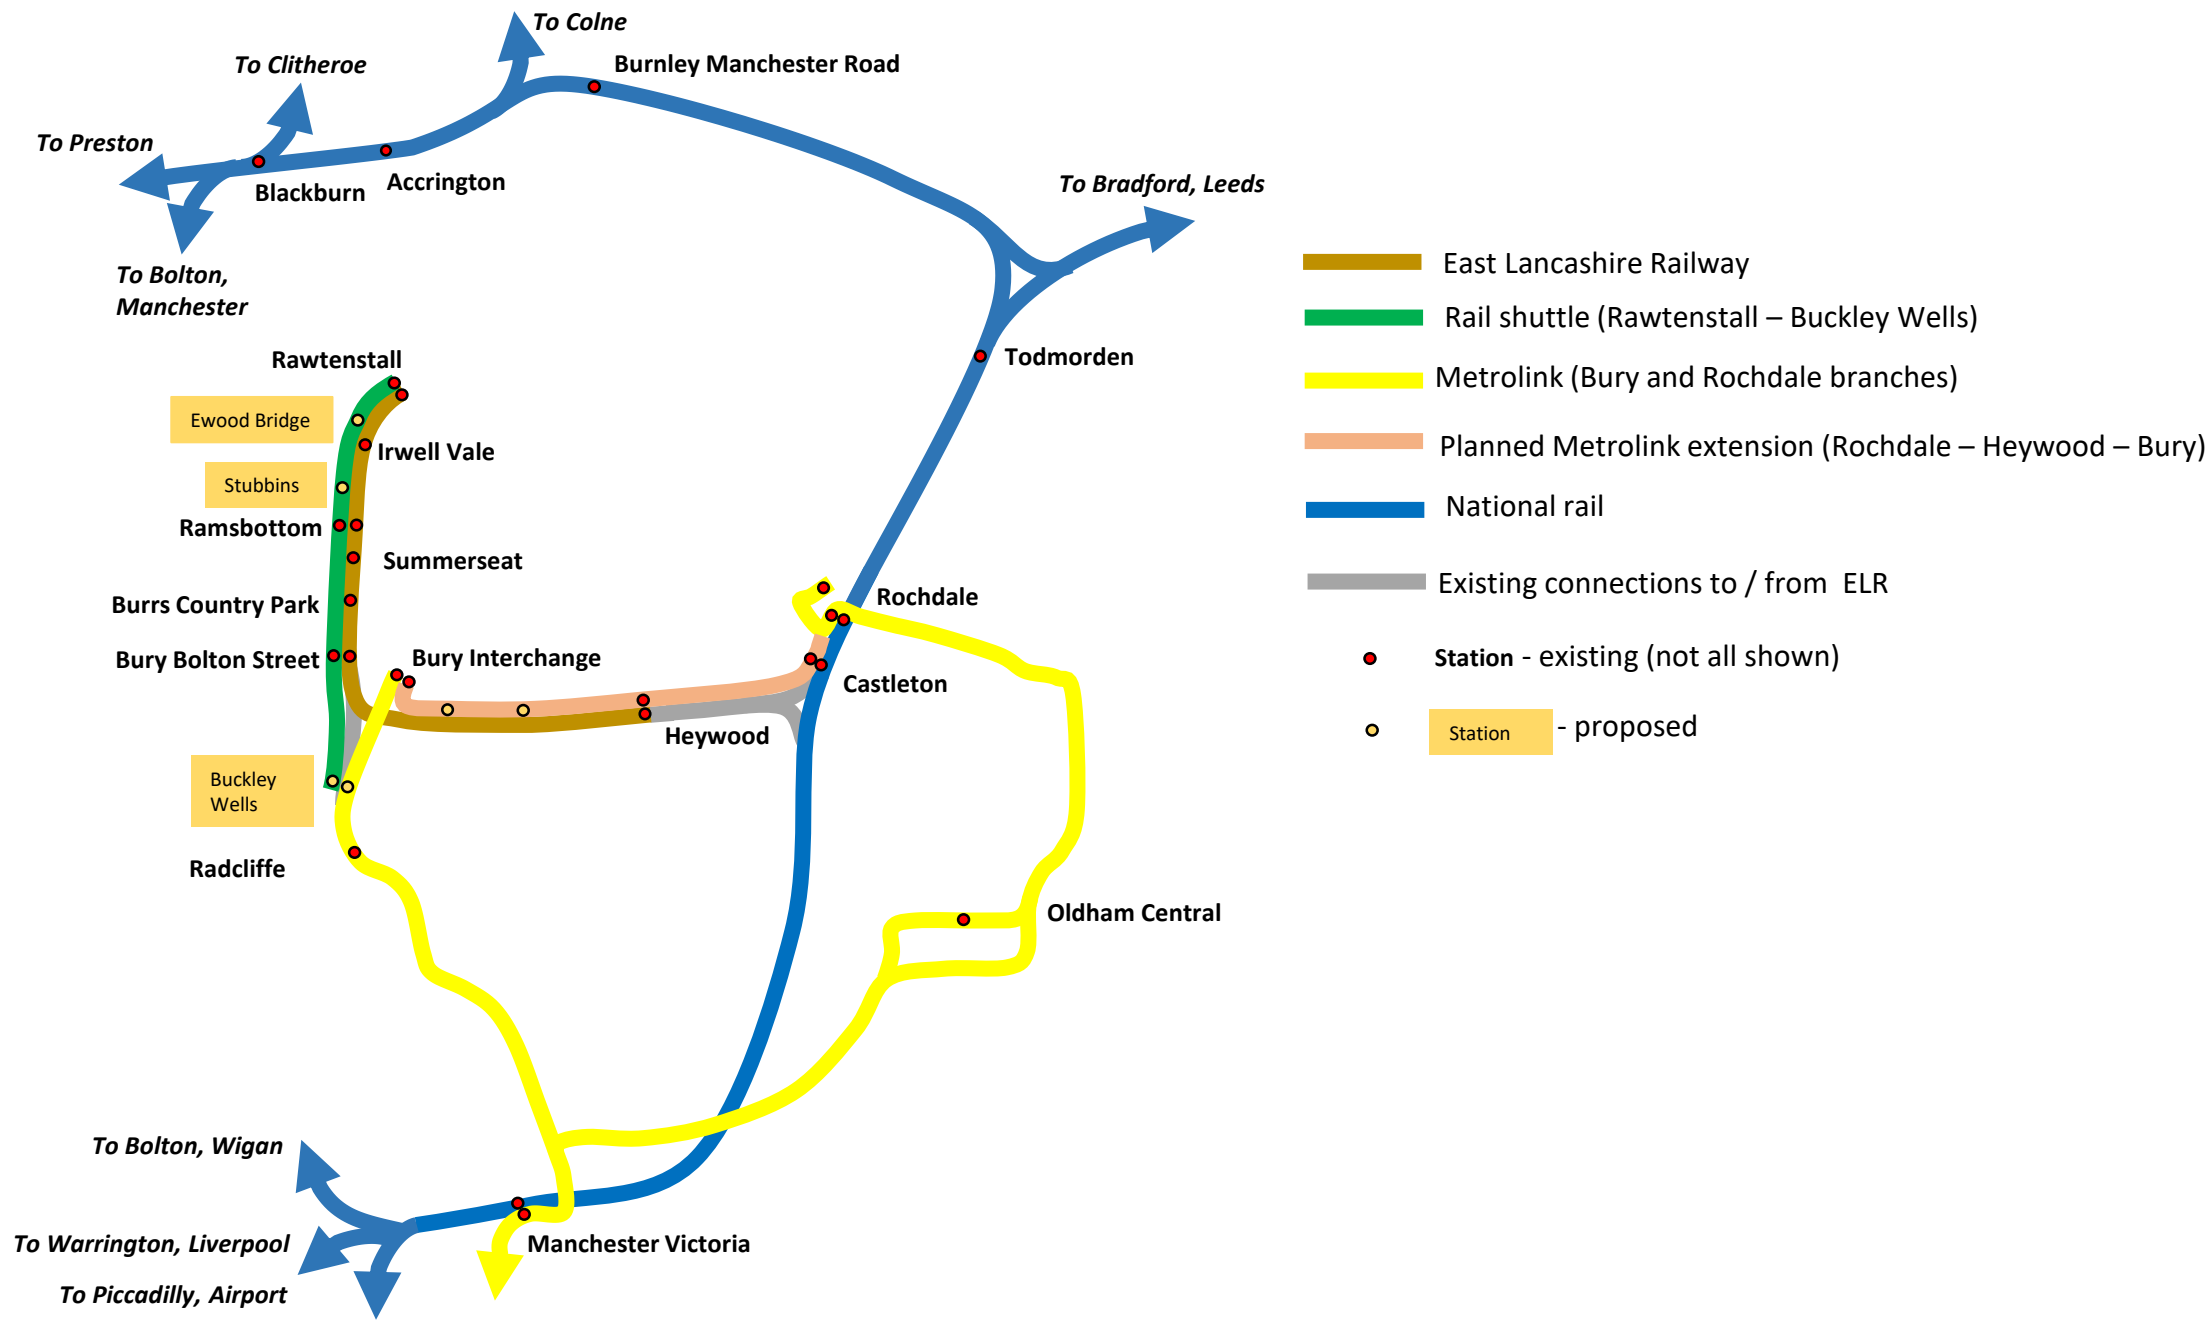 To Colne
Burnley Manchester Road
To Clitheroe
To Preston
Blackburn
Accrington
To Bradford, Leeds
To Bolton,
Manchester
East Lancashire Railway
Rail shuttle (Rawtenstall – Buckley Wells)
Rawtenstall
Todmorden
Metrolink (Bury and Rochdale branches)
Ewood Bridge
Irwell Vale
Planned Metrolink extension (Rochdale – Heywood – Bury)
Stubbins
National rail
Ramsbottom
Summerseat
Existing connections to / from  ELR
Burrs Country Park
Rochdale
Bury Bolton Street
Bury Interchange
Station - existing (not all shown)
Castleton
Heywood
Station - proposed
Buckley
Wells
Radcliffe
Oldham Central
To Bolton, Wigan
To Warrington, Liverpool
Manchester Victoria
To Piccadilly, Airport